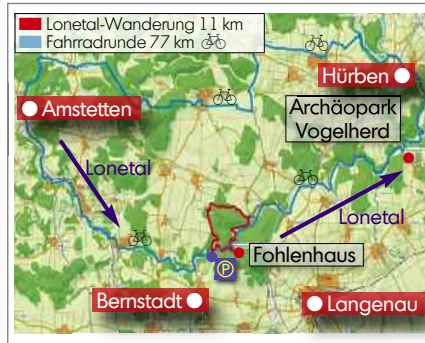 Lonetal-Wanderung 11 km
Fahrradrunde 77 km
Hürben
Amstetten
Archäopark
Vogelherd
Lonetal
Lonetal
Fohlenhaus
P
Bernstadt
Langenau